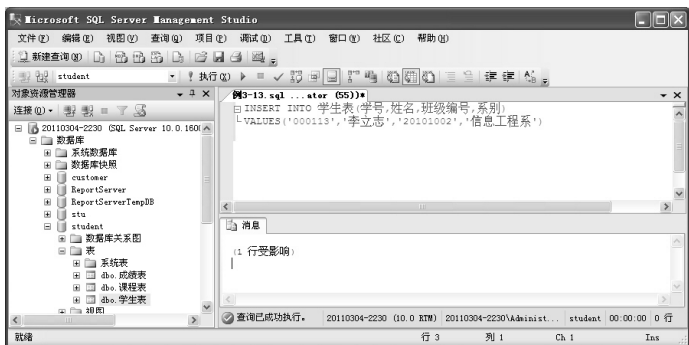 Microsoft SQL Server Management Studio
文件(F) 编辑(E) 视图(V) 查询(Q) 项目(P) 调试(D) 工具(T) 窗口(W) 社区(C) 帮助(H)
新建查询(N)
student 执行(X)
对象资源管理器
连接(O)
20110304-2230 (SQL Server 10.0.160
数据库
系统数据库
数据库快照
customer
ReportServer
ReportServerTempDB
stu
student
数据库关系图
表
系统表
dbo.成绩表
dbo.课程表
dbo.学生表
视图
例3-13.sql ...ater (55))*
INSERT INTO 学生表(学号,姓名,班级编号,系别)
VALUES('000113','李立志','20101002','信息工程系')
消息
(1 行受影响)
查询已成功执行。 20110304-2230 (10.0 RTM) 20110304-2230\Administ... student 00:00:00 0 行
就绪 行 3 列 1 Ch 1 Ins